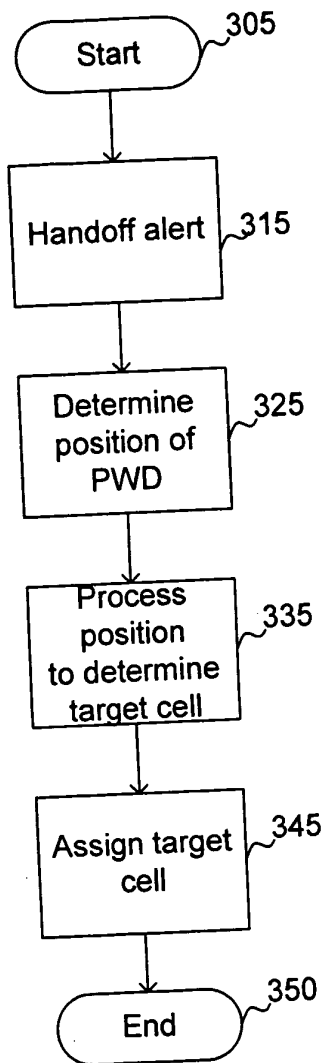 Start
305
Handoff alert
315
Determine
position of
PWD
325
Process
position
to determine
target cell
335
Assign target
cell
345
End
350